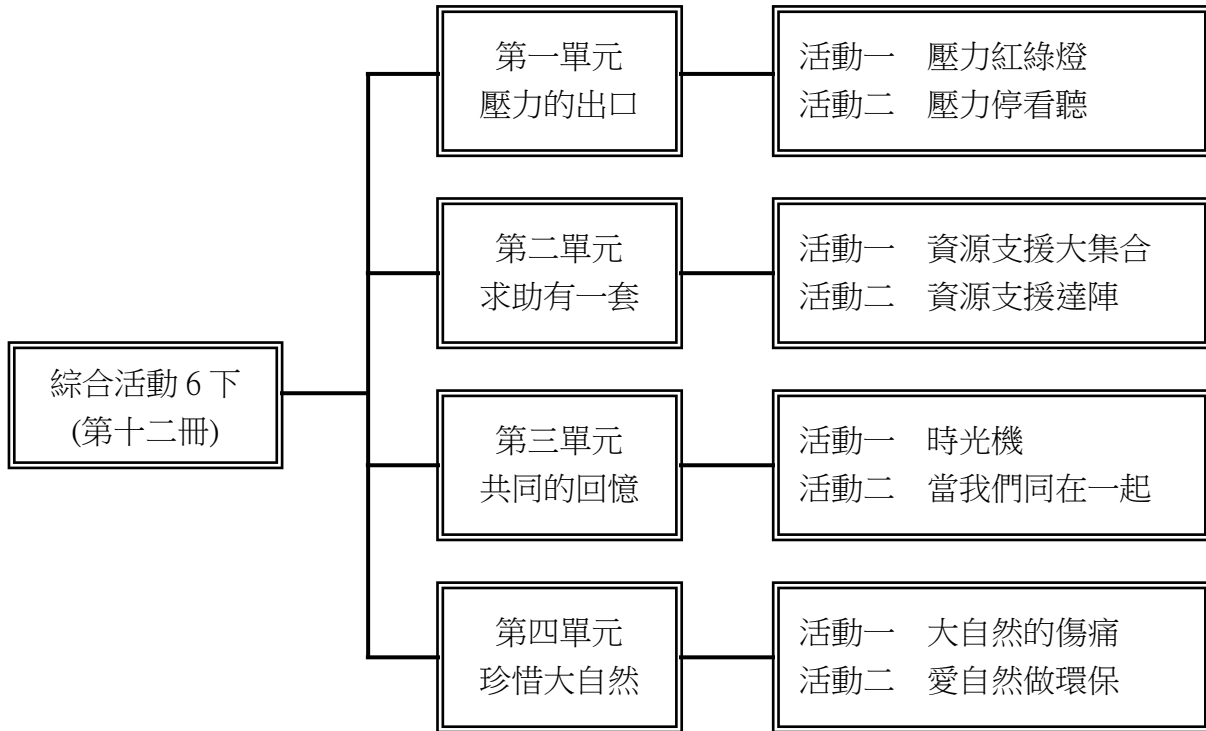 綜合活動 6 下
(第十二冊)
第一單元
壓力的出口
活動一　壓力紅綠燈
活動二　壓力停看聽
第二單元
求助有一套
活動一　資源支援大集合
活動二　資源支援達陣
第三單元
共同的回憶
活動一　時光機
活動二　當我們同在一起
第四單元
珍惜大自然
活動一　大自然的傷痛
活動二　愛自然做環保